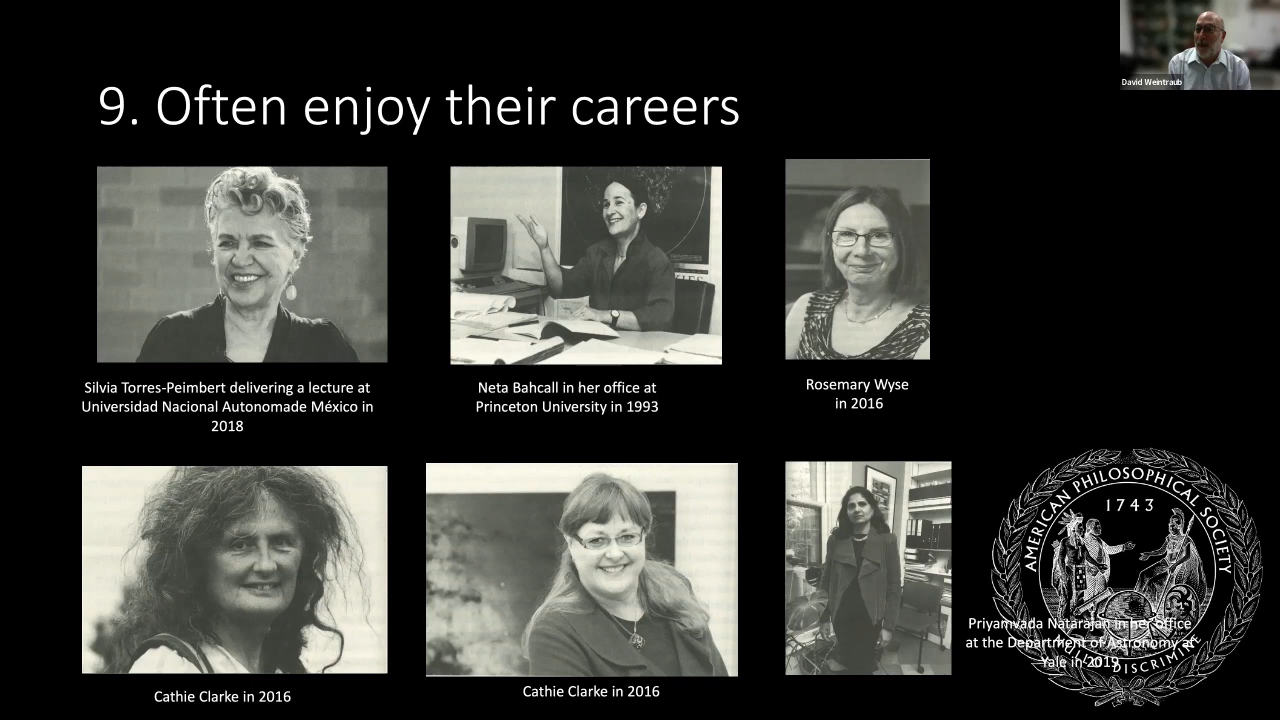 David Weintraub
9. Often enjoy their careers
Silvia Torres-Peimbert delivering a lecture at
Universidad Nacional Autonomade México in
2018
Neta Bahcall in her office at
Princeton University in 1993
Rosemary Wyse
in 2016
Cathie Clarke in 2016
Cathie Clarke in 2016
AMERICAN PHILOSOPHICAL SOCIETY
1743
Priyamvada Natarajan in her office
at the Department of Astronomy at
Yale in 2019
DISCRIMINE